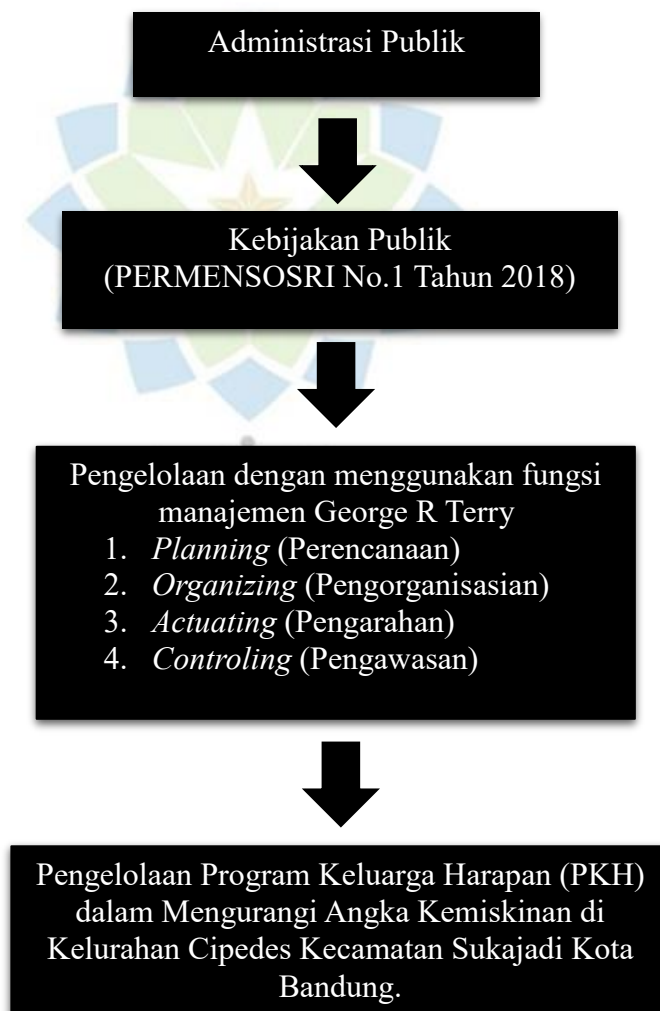 Administrasi Publik
Kebijakan Publik
(PERMENSOSRI No.1 Tahun 2018)
Pengelolaan dengan menggunakan fungsi
manajemen George R Terry
1. Planning (Perencanaan)
2. Organizing (Pengorganisasian)
3. Actuating (Pengarahan)
4. Controling (Pengawasan)
Pengelolaan Program Keluarga Harapan (PKH)
dalam Mengurangi Angka Kemiskinan di
Kelurahan Cipedes Kecamatan Sukajadi Kota
Bandung.